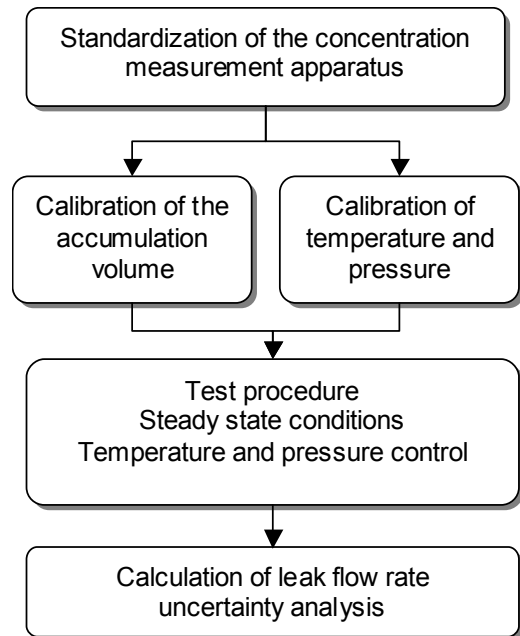 Standardization of the concentration
measurement apparatus
Calibration of the
accumulation
volume
Calibration of
temperature and
pressure
Test procedure
Steady state conditions
Temperature and pressure control
Calculation of leak flow rate
uncertainty analysis